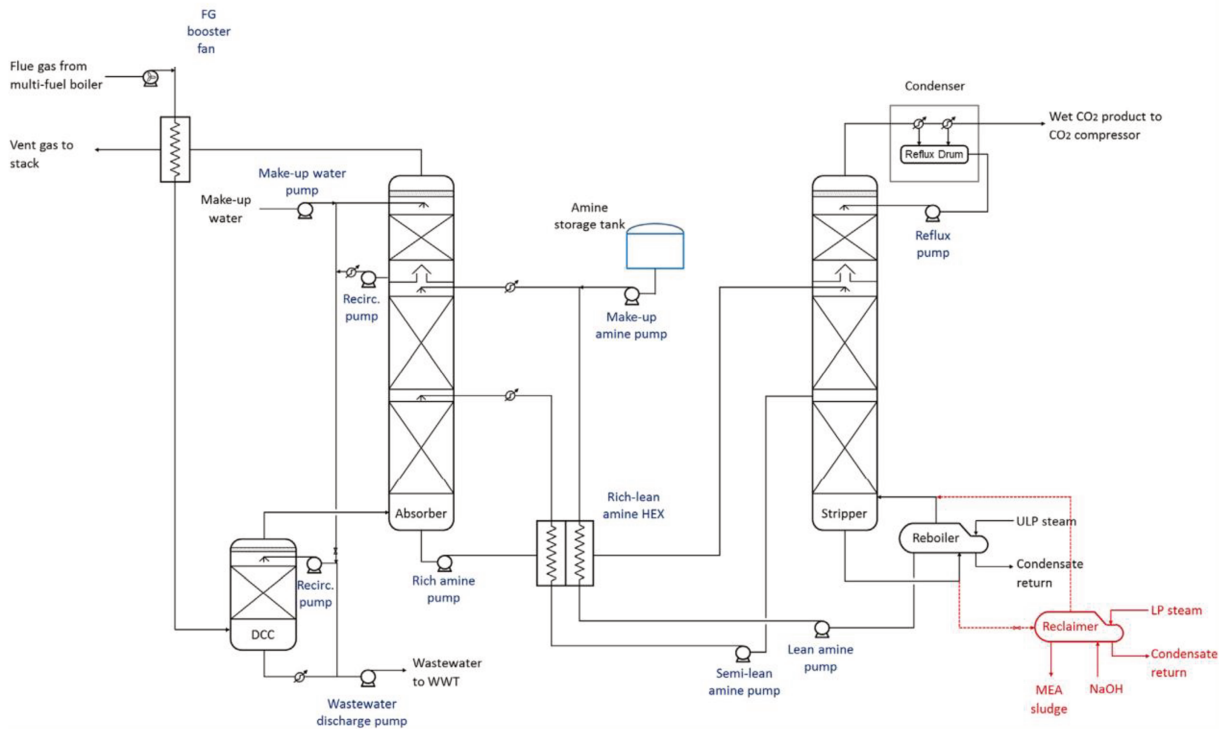 FG
booster
fan
Flue gas from
multi-fuel boiler
Condenser
Wet CO2 product to
CO2 compressor
Vent gas to
stack
Reflux Drum
Make-up water
pump
Make-up
water
Amine
storage tank
Reflux
pump
Recirc.
pump
Make-up
amine pump
Rich-lean
amine HEX
Absorber
Stripper
ULP steam
Reboiler
Condensate
return
Recirc.
pump
Rich amine
pump
DCC
LP steam
Reclaimer
Lean amine
pump
Condensate
return
Wastewater
to WWT
Semi-lean
amine pump
MEA
sludge
NaOH
Wastewater
discharge pump